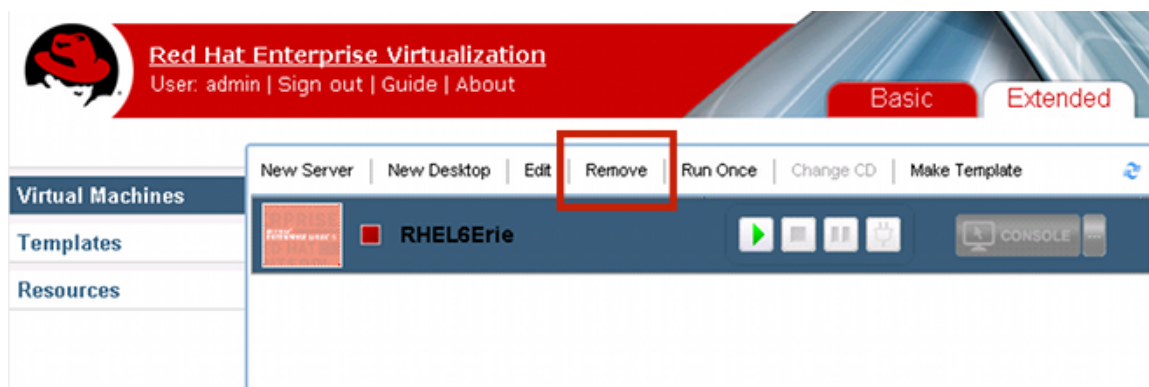 Red Hat Enterprise Virtualization
User: admin | Sign out | Guide | About
Basic Extended
New Server | New Desktop | Edit | Remove | Run Once | Change CD | Make Template
Virtual Machines
RHEL6Erie
CONSOLE
Templates
Resources